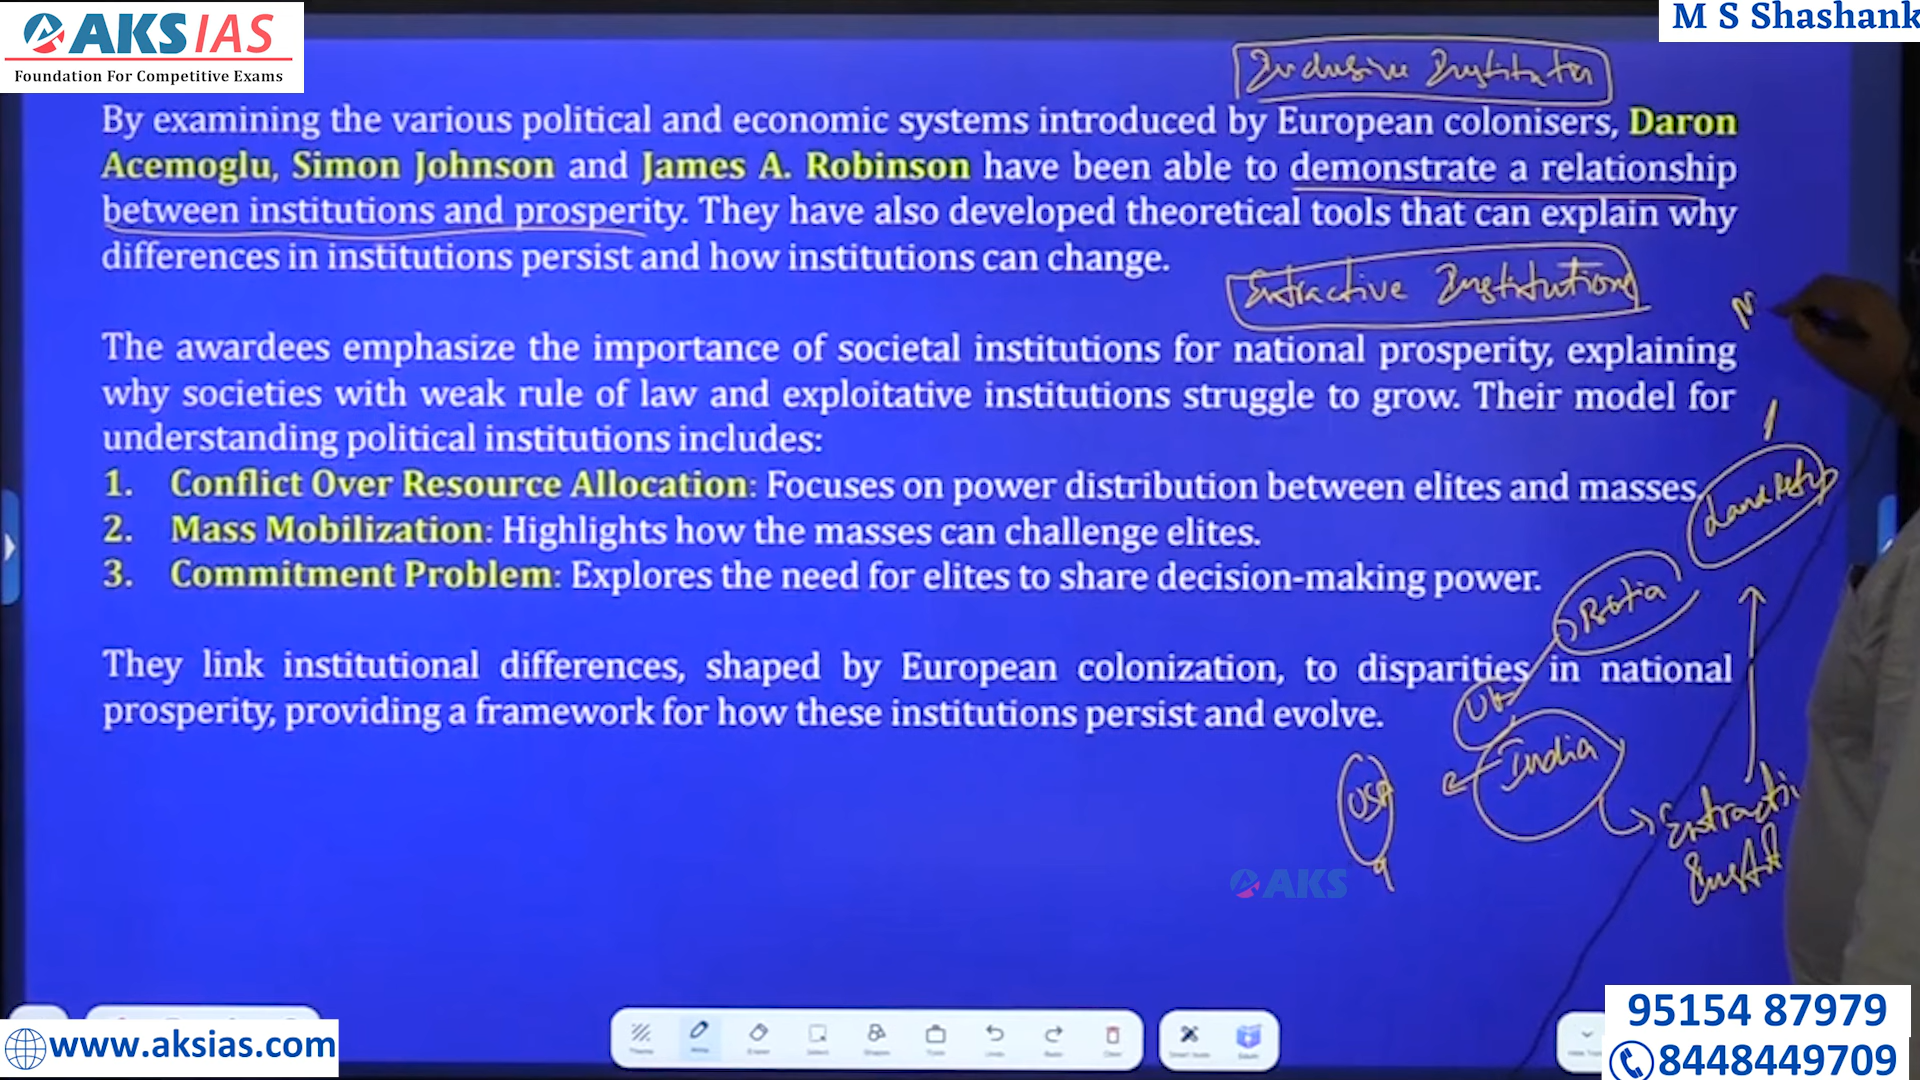 AKS IAS
Foundation For Competitive Exams
M S Shashank
Inclusive
By examining the various political and economic systems introduced by European colonisers, Daron
Acemoglu, Simon Johnson and James A. Robinson have been able to demonstrate a relationship
between institutions and prosperity. They have also developed theoretical tools that can explain why
differences in institutions persist and how institutions can change.
Extractive Institutions
The awardees emphasize the importance of societal institutions for national prosperity, explaining
why societies with weak rule of law and exploitative institutions struggle to grow. Their model for
understanding political institutions includes:
1. Conflict Over Resource Allocation: Focuses on power distribution between elites and masses.
2. Mass Mobilization: Highlights how the masses can challenge elites.
3. Commitment Problem: Explores the need for elites to share decision-making power.
They link institutional differences, shaped by European colonization, to disparities in national
prosperity, providing a framework for how these institutions persist and evolve.
India
USA
AKS
95154 87979
8448449709
www.aksias.com